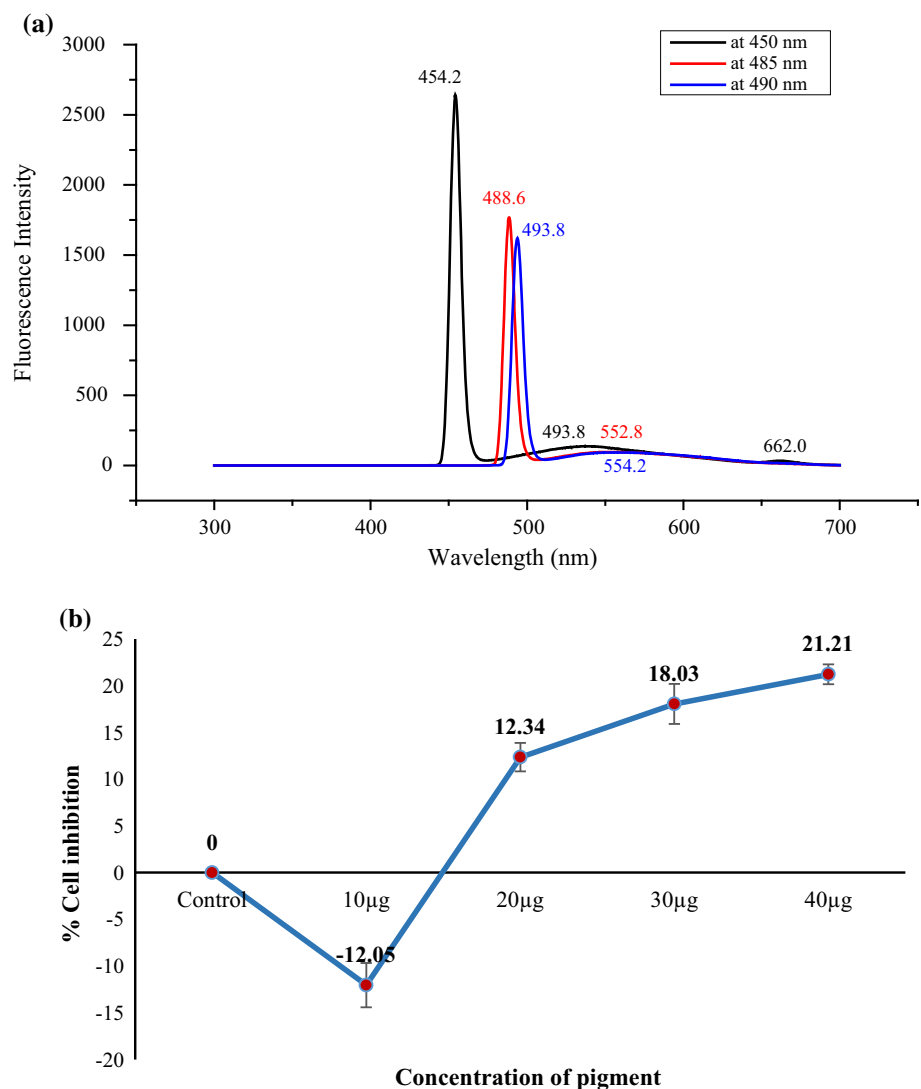 (a)
3000
2500
2000
1500
1000
500
0
Fluorescence Intensity
454.2
488.6
493.8
493.8
552.8
554.2
662.0
at 450 nm
at 485 nm
at 490 nm
300 400 500 600 700
Wavelength (nm)
(b)
25
20
15
10
5
0
-5
-10
-15
-20
% Cell inhibition
0
-12.05
12.34
18.03
21.21
Control 10µg 20µg 30µg 40µg
Concentration of pigment